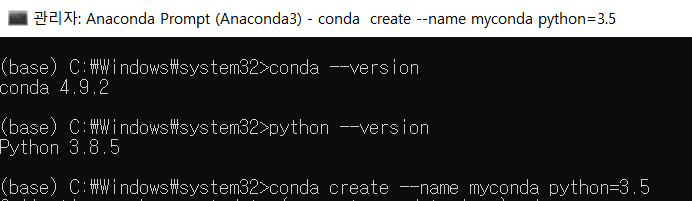 관리자: Anaconda Prompt (Anaconda3) - conda  create --name myconda python=3.5
(base) C:₩Windows₩system32>conda --version
conda 4.9.2
(base) C:₩Windows₩system32>python --version
Python 3.8.5
(base) C:₩Windows₩system32>conda create --name myconda python=3.5